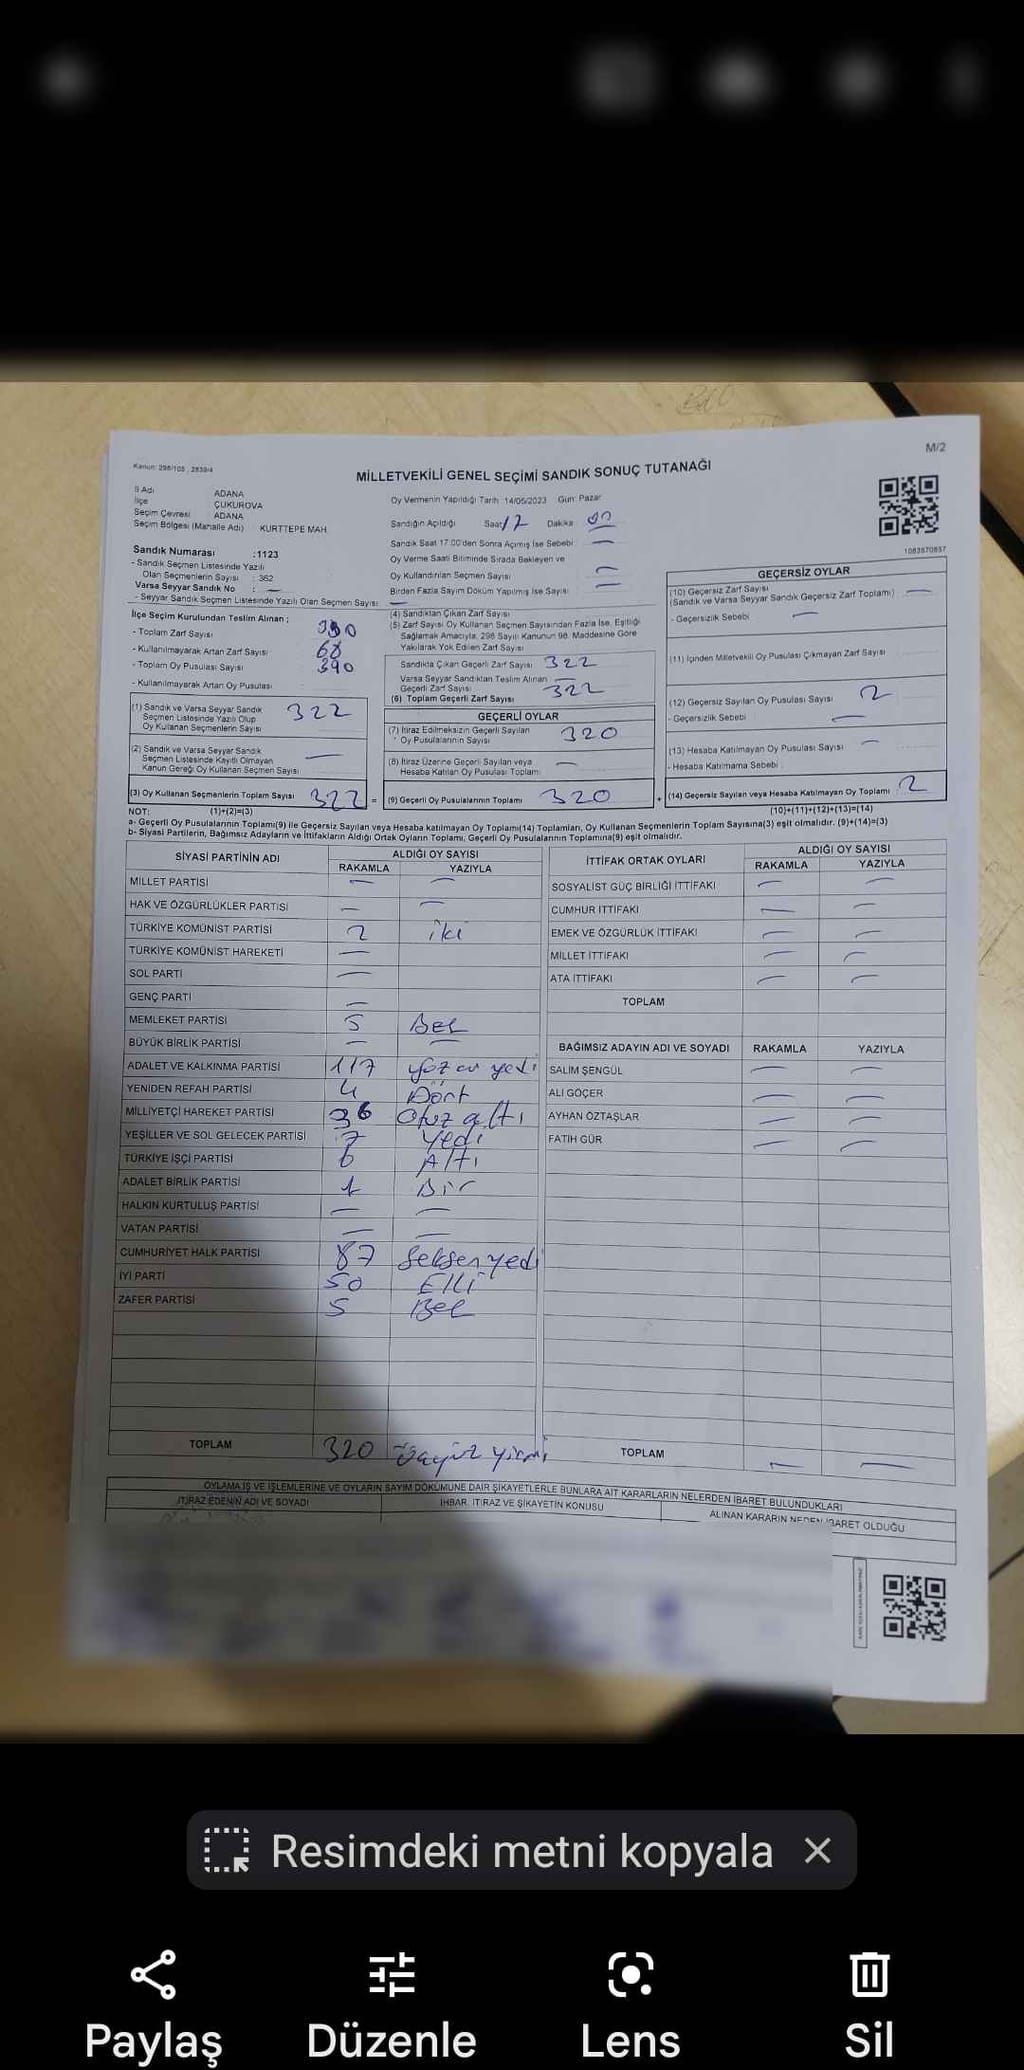 M/2
Kanun: 298/105 , 2839/4
MİLLETVEKİLİ GENEL SEÇİMİ SANDIK SONUÇ TUTANAĞI
İl Adı ADANA
İlçe ÇUKUROVA
Seçim Çevresi ADANA
Seçim Bölgesi (Mahalle Adı) KURTTEPE MAH.
Oy Vermenin Yapıldığı Tarih 14/05/2023 Gün: Pazar
Sandığın Açıldığı Saat 17 Dakika 00
Sandık Saat 17.00'den Sonra Açımış İse Sebebi: —
Oy Verme Saati Bitiminde Sırada Bekleyen ve
Oy Kullandırılan Seçmen Sayısı —
Birden Fazla Sayım Döküm Yapılmış İse Sayısı: —
1083870857
Sandık Numarası :1123
- Sandık Seçmen Listesinde Yazılı
Olan Seçmenlerin Sayısı : 362
Varsa Seyyar Sandık No : —
- Seyyar Sandık Seçmen Listesinde Yazılı Olan Seçmen Sayısı: —
İlçe Seçim Kurulundan Teslim Alınan :
- Toplam Zarf Sayısı 390
- Kullanılmayarak Artan Zarf Sayısı 68
- Toplam Oy Pusulası Sayısı 390
- Kullanılmayarak Artan Oy Pusulası
(1) Sandık ve Varsa Seyyar Sandık
Seçmen Listesinde Yazılı Olup
Oy Kullanan Seçmenlerin Sayısı 322
(2) Sandık ve Varsa Seyyar Sandık
Seçmen Listesinde Kayıtlı Olmayan
Kanun Gereği Oy Kullanan Seçmen Sayısı —
(3) Oy Kullanan Seçmenlerin Toplam Sayısı 322 =
(4) Sandıktan Çıkan Zarf Sayısı
(5) Zarf Sayısı Oy Kullanan Seçmen Sayısından Fazla İse, Eşitliği
Sağlamak Amacıyla, 298 Sayılı Kanunun 98. Maddesine Göre
Yakılarak Yok Edilen Zarf Sayısı
Sandıkta Çıkan Geçerli Zarf Sayısı 322
Varsa Seyyar Sandıktan Teslim Alınan
Geçerli Zarf Sayısı —
(6) Toplam Geçerli Zarf Sayısı 322
GEÇERLİ OYLAR
(7) İtiraz Edilmeksizin Geçerli Sayılan
Oy Pusulalarının Sayısı 320
(8) İtiraz Üzerine Geçerli Sayılan veya
Hesaba Katılan Oy Pusulası Toplamı —
(9) Geçerli Oy Pusulalarının Toplamı 320 +
GEÇERSİZ OYLAR
(10) Geçersiz Zarf Sayısı
(Sandık ve Varsa Seyyar Sandık Geçersiz Zarf Toplamı) —
- Geçersizlik Sebebi —
(11) İçinden Milletvekili Oy Pusulası Çıkmayan Zarf Sayısı
(12) Geçersiz Sayılan Oy Pusulası Sayısı 2
- Geçersizlik Sebebi —
(13) Hesaba Katılmayan Oy Pusulası Sayısı —
- Hesaba Katılmama Sebebi
(14) Geçersiz Sayılan veya Hesaba Katılmayan Oy Toplamı 2
NOT: (1)+(2)=(3) (10)+(11)+(12)+(13)=(14)
a- Geçerli Oy Pusulalarının Toplamı(9) ile Geçersiz Sayılan veya Hesaba katılmayan Oy Toplamı(14) Toplamları, Oy Kullanan Seçmenlerin Toplam Sayısına(3) eşit olmalıdır. (9)+(14)=(3)
b- Siyasi Partilerin, Bağımsız Adayların ve İttifakların Aldığı Ortak Oyların Toplamı, Geçerli Oy Pusulalarının Toplamına(9) eşit olmalıdır.
SİYASİ PARTİNİN ADI ALDIĞI OY SAYISI
RAKAMLA YAZIYLA
MİLLET PARTİSİ — —
HAK VE ÖZGÜRLÜKLER PARTİSİ — —
TÜRKİYE KOMÜNİST PARTİSİ 2 iki
TÜRKİYE KOMÜNİST HAREKETİ —
SOL PARTİ —
GENÇ PARTİ —
MEMLEKET PARTİSİ 5 Beş
BÜYÜK BİRLİK PARTİSİ — —
ADALET VE KALKINMA PARTİSİ 117 yüz on yedi
YENİDEN REFAH PARTİSİ 4 Dört
MİLLİYETÇİ HAREKET PARTİSİ 36 Otuz altı
YEŞİLLER VE SOL GELECEK PARTİSİ 7 Yedi
TÜRKİYE İŞÇİ PARTİSİ 6 Altı
ADALET BİRLİK PARTİSİ 1 Bir
HALKIN KURTULUŞ PARTİSİ — —
VATAN PARTİSİ — —
CUMHURİYET HALK PARTİSİ 87 Seksen yedi
İYİ PARTİ 50 Elli
ZAFER PARTİSİ 5 Beş
TOPLAM 320 üçyüz yirmi
İTTİFAK ORTAK OYLARI ALDIĞI OY SAYISI
RAKAMLA YAZIYLA
SOSYALİST GÜÇ BİRLİĞİ İTTİFAKI — —
CUMHUR İTTİFAKI — —
EMEK VE ÖZGÜRLÜK İTTİFAKI — —
MİLLET İTTİFAKI — —
ATA İTTİFAKI — —
TOPLAM
BAĞIMSIZ ADAYIN ADI VE SOYADI RAKAMLA YAZIYLA
SALİM ŞENGÜL — —
ALİ GÖÇER — —
AYHAN ÖZTAŞLAR — —
FATİH GÜR — —
TOPLAM — —
OYLAMA İŞ VE İŞLEMLERİNE VE OYLARIN SAYIM DÖKÜMÜNE DAİR ŞİKAYETLERLE BUNLARA AİT KARARLARIN NELERDEN İBARET BULUNDUKLARI
İTİRAZ EDENİN ADI VE SOYADI İHBAR, İTİRAZ VE ŞİKAYETİN KONUSU ALINAN KARARIN NEDEN İBARET OLDUĞU
Resimdeki metni kopyala
Paylaş Düzenle Lens Sil